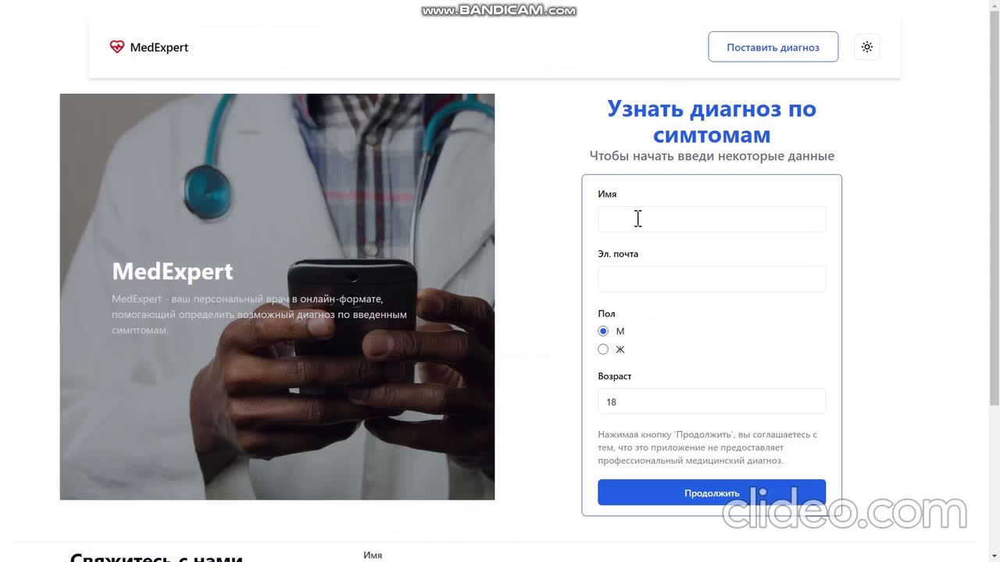 www.BANDICAM.com
MedExpert
Поставить диагноз
MedExpert
MedExpert - ваш персональный врач в онлайн-формате,
помогающий определить возможный диагноз по введенным
симптомам.
Узнать диагноз по
симтомам
Чтобы начать введи некоторые данные
Имя
Эл. почта
Пол
М
Ж
Возраст
18
Нажимая кнопку 'Продолжить', вы соглашаетесь с
тем, что это приложение не предоставляет
профессиональный медицинский диагноз.
Продолжить
clideo.com
Свяжитесь с нами
Имя